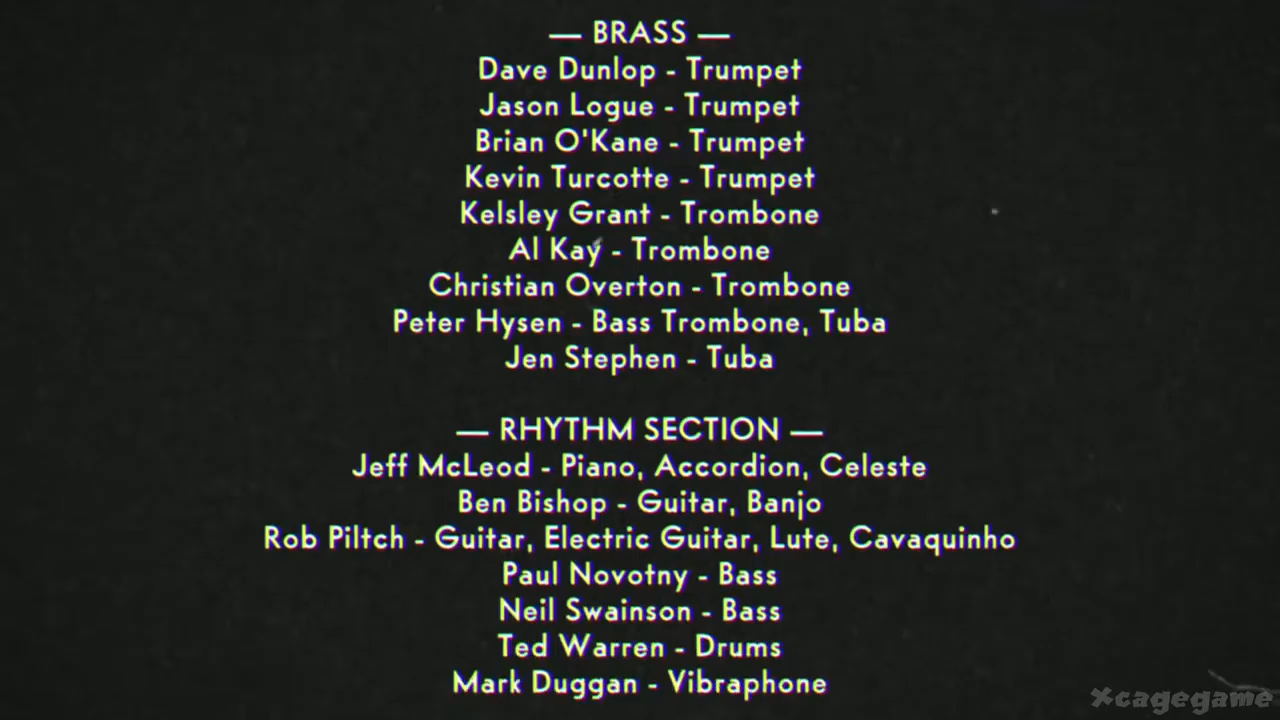 — BRASS —
Dave Dunlop - Trumpet
Jason Logue - Trumpet
Brian O'Kane - Trumpet
Kevin Turcotte - Trumpet
Kelsley Grant - Trombone
Al Kay - Trombone
Christian Overton - Trombone
Peter Hysen - Bass Trombone, Tuba
Jen Stephen - Tuba
— RHYTHM SECTION —
Jeff McLeod - Piano, Accordion, Celeste
Ben Bishop - Guitar, Banjo
Rob Piltch - Guitar, Electric Guitar, Lute, Cavaquinho
Paul Novotny - Bass
Neil Swainson - Bass
Ted Warren - Drums
Mark Duggan - Vibraphone
Xcagegame